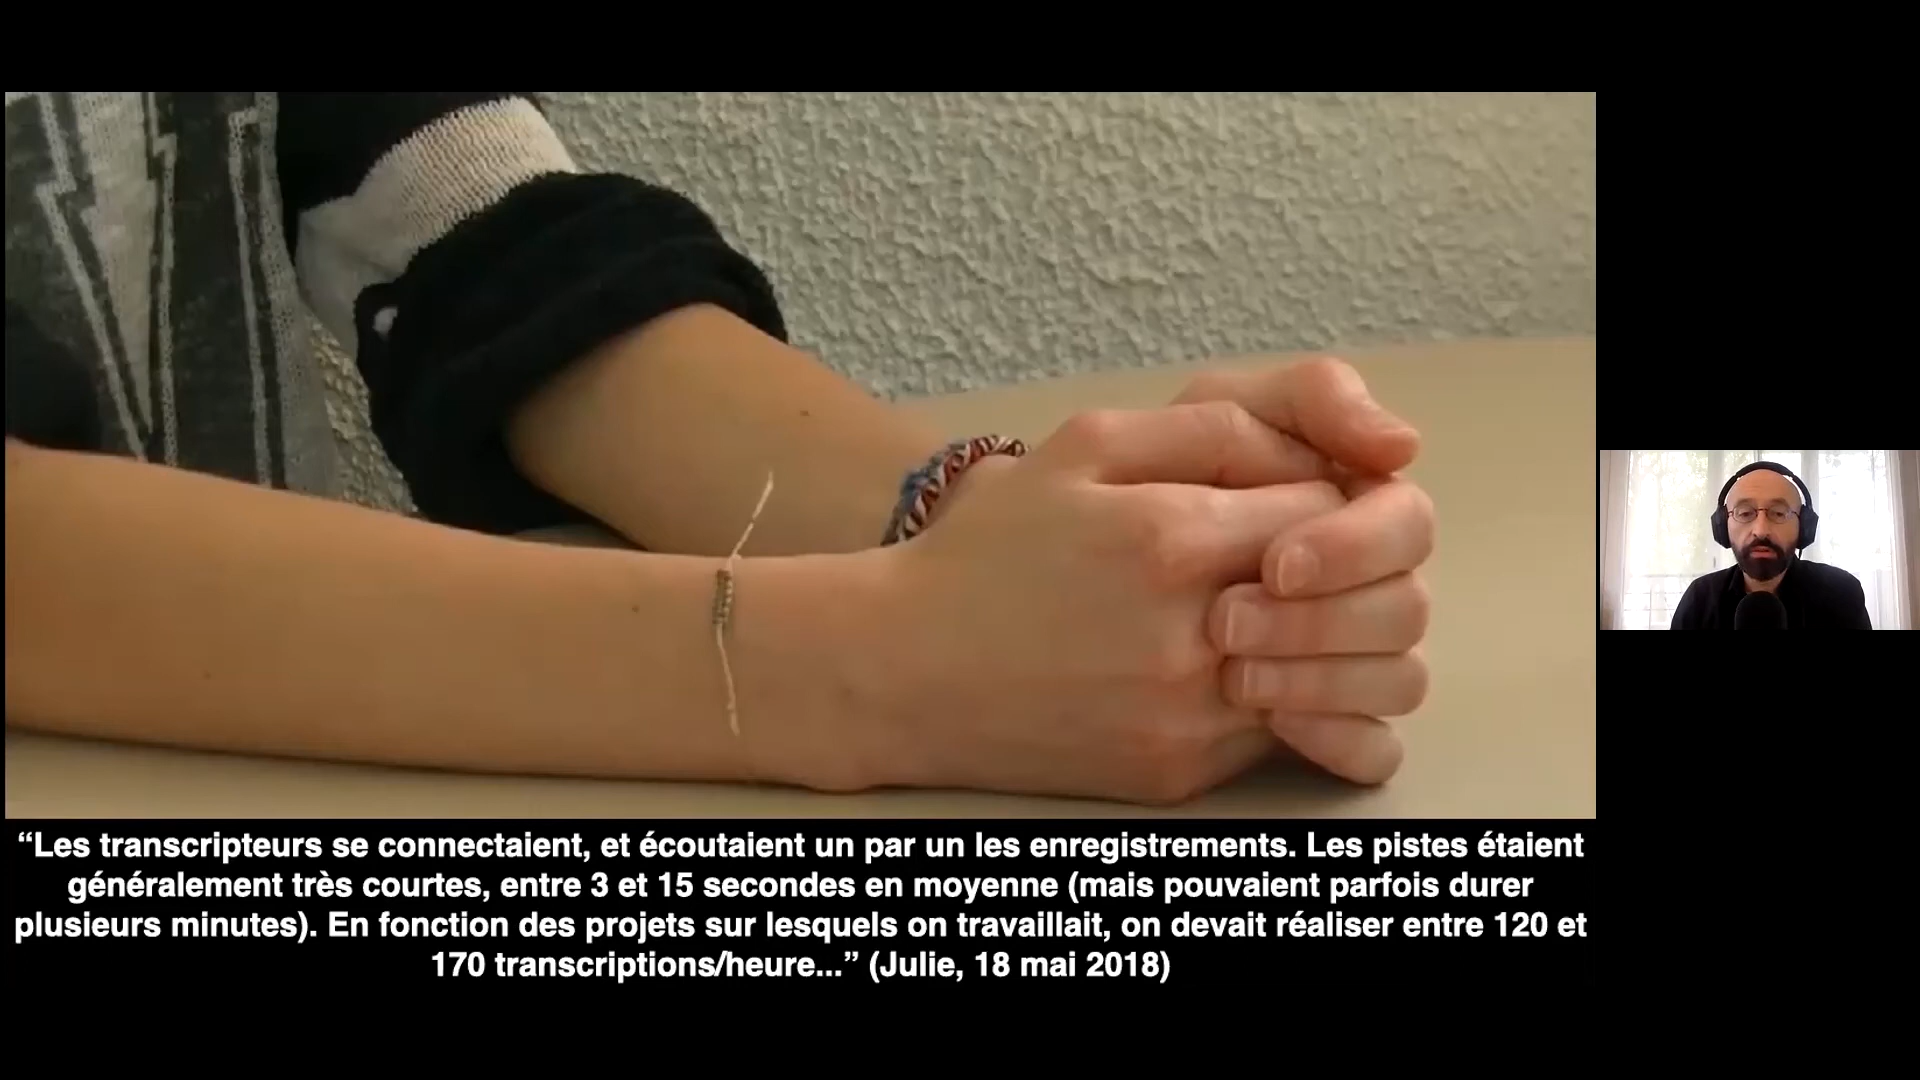 “Les transcripteurs se connectaient, et écoutaient un par un les enregistrements. Les pistes étaient
généralement très courtes, entre 3 et 15 secondes en moyenne (mais pouvaient parfois durer
plusieurs minutes). En fonction des projets sur lesquels on travaillait, on devait réaliser entre 120 et
170 transcriptions/heure...” (Julie, 18 mai 2018)